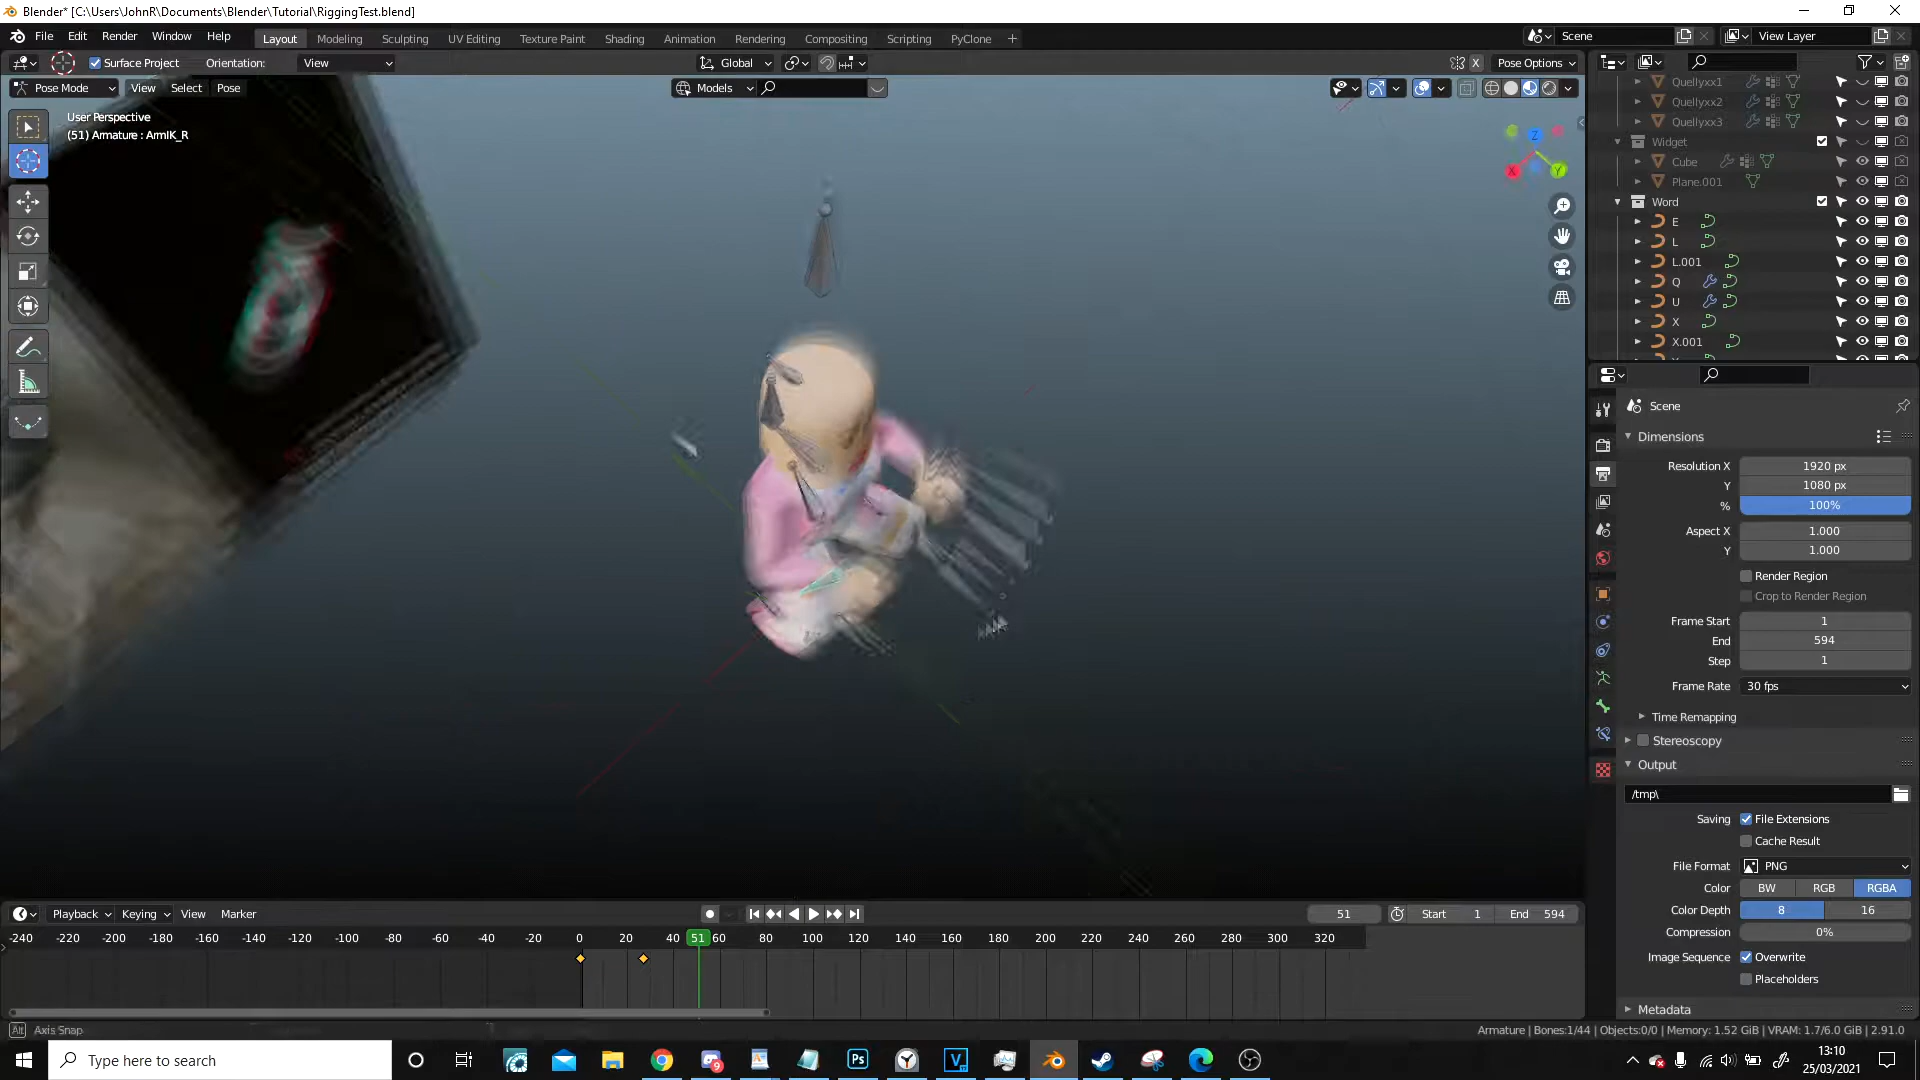 Blender* [C:\Users\JohnR\Documents\Blender\Tutorial\RiggingTest.blend]
File Edit Render Window Help
Layout Modeling Sculpting UV Editing Texture Paint Shading Animation Rendering Compositing Scripting PyClone
Scene
View Layer
Surface Project Orientation: View
Global
X Pose Options
Pose Mode View Select Pose
Models
User Perspective
(51) Armature : ArmIK_R
Z
X
Y
Quellyxx1
Quellyxx2
Quellyxx3
Widget
Cube
Plane.001
Word
E
L
L.001
Q
U
X
X.001
Scene
Dimensions
Resolution X 1920 px
Y 1080 px
% 100%
Aspect X 1.000
Y 1.000
Render Region
Crop to Render Region
Frame Start 1
End 594
Step 1
Frame Rate 30 fps
Time Remapping
Stereoscopy
Output
/tmp\
Saving File Extensions
Cache Result
File Format PNG
Color BW RGB RGBA
Color Depth 8 16
Compression 0%
Image Sequence Overwrite
Placeholders
Metadata
Playback Keying View Marker
51 Start 1 End 594
-240 -220 -200 -180 -160 -140 -120 -100 -80 -60 -40 -20 0 20 40 51 60 80 100 120 140 160 180 200 220 240 260 280 300 320
Alt Axis Snap
Armature | Bones:1/44 | Objects:0/0 | Memory: 1.52 GiB | VRAM: 1.7/6.0 GiB | 2.91.0
Type here to search
9
Ps
V
13:10
25/03/2021